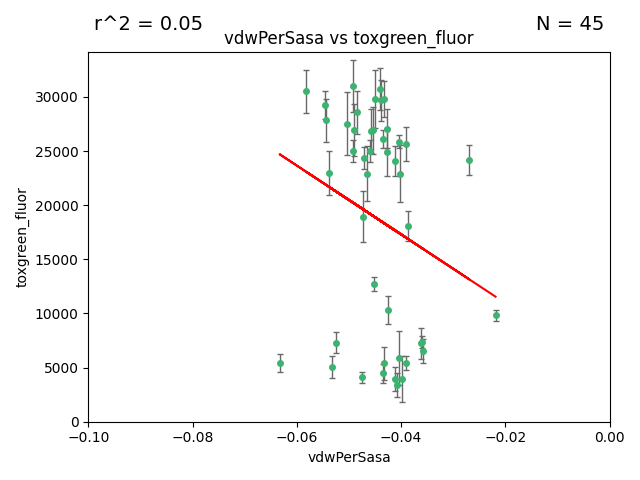 r^2 = 0.05
N = 45
vdwPerSasa vs toxgreen_fluor
30000
25000
20000
15000
10000
5000
0
toxgreen_fluor
−0.10
−0.08
−0.06
−0.04
−0.02
0.00
vdwPerSasa